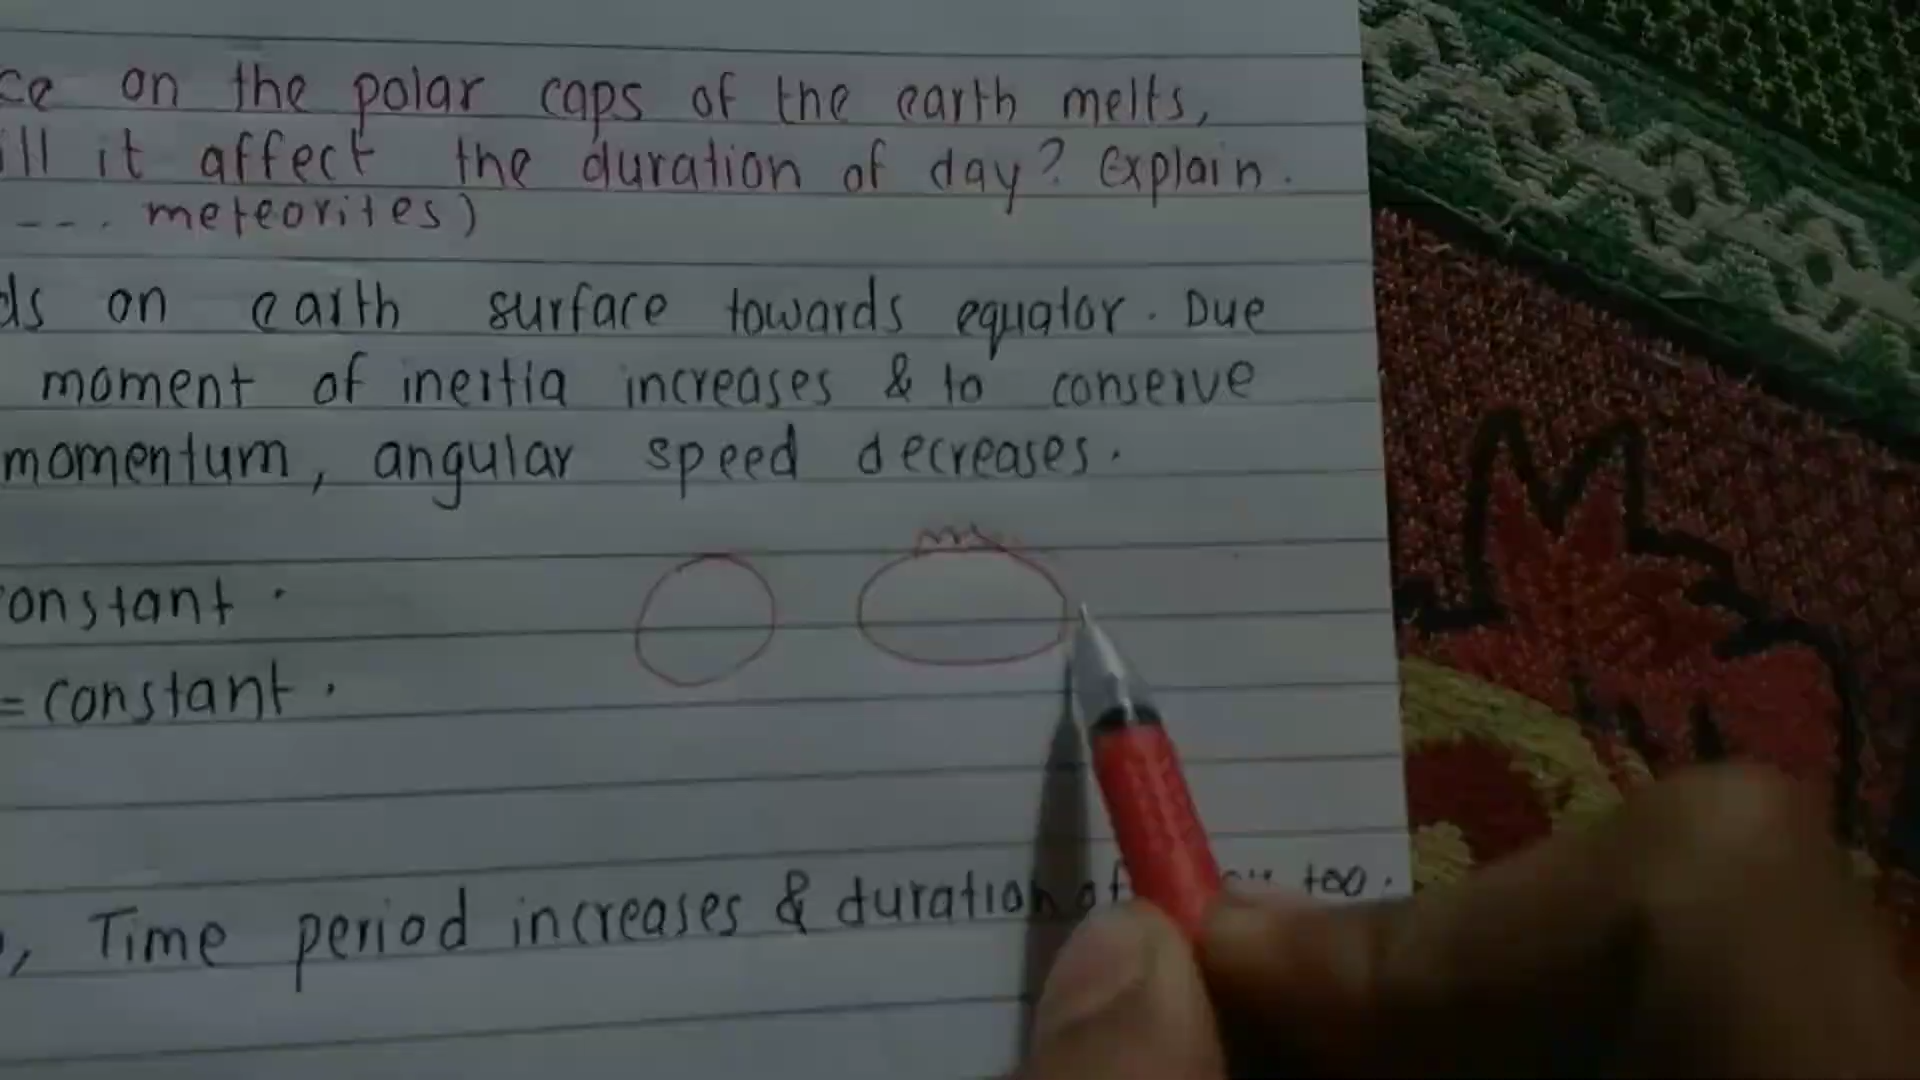 ce on the polar caps of the earth melts,
ill it affect the duration of day? Explain.
---. meteorites)
ds on earth surface towards equator. Due
moment of inertia increases & to conserve
momentum, angular speed decreases.
onstant.
= constant.
, Time period increases & duration of too.